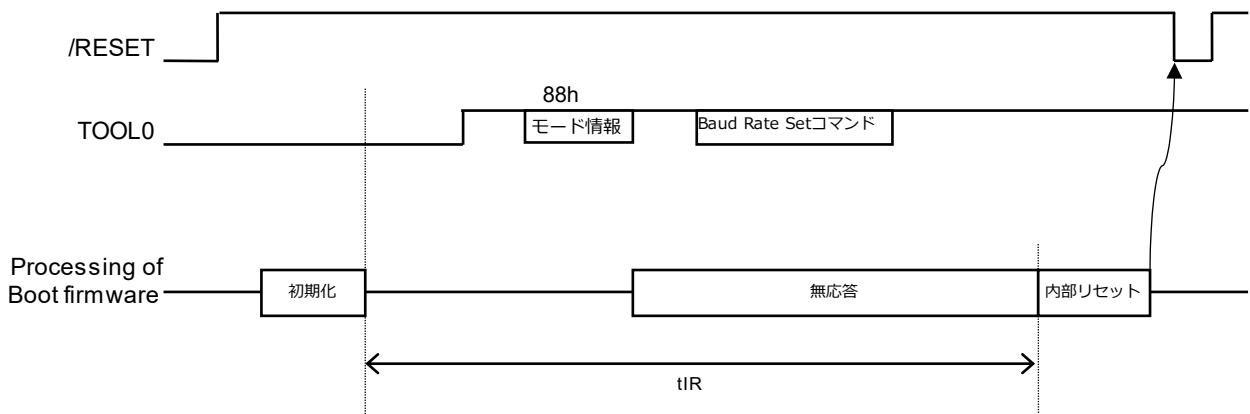 /RESET
88h
TOOL0
モード情報
Baud Rate Setコマンド
Processing of
Boot firmware
初期化
無応答
内部リセット
tIR